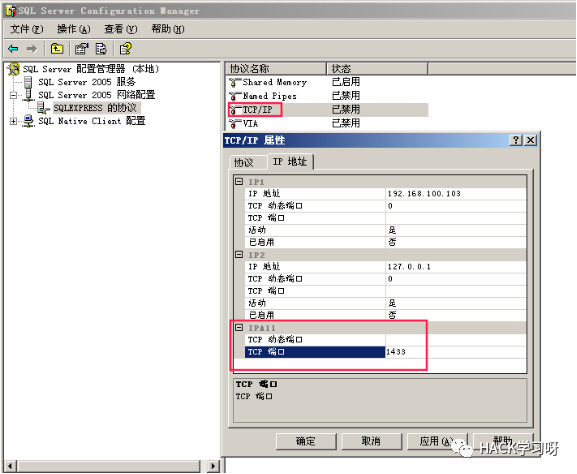 SQL Server Configuration Manager
文件(F) 操作(A) 查看(V) 帮助(H)
SQL Server 配置管理器 (本地)
SQL Server 2005 服务
SQL Server 2005 网络配置
SQLEXPRESS 的协议
SQL Native Client 配置
协议名称 状态
Shared Memory 已启用
Named Pipes 已禁用
TCP/IP 已禁用
VIA 已禁用
TCP/IP 属性
协议 IP 地址
IP1
IP 地址 192.168.100.103
TCP 动态端口 0
TCP 端口
活动 是
已启用 否
IP2
IP 地址 127.0.0.1
TCP 动态端口 0
TCP 端口
活动 是
已启用 否
IPAll
TCP 动态端口
TCP 端口 1433
TCP 端口
TCP 端口
确定 取消 应用(A) 帮助
HACK学习呀